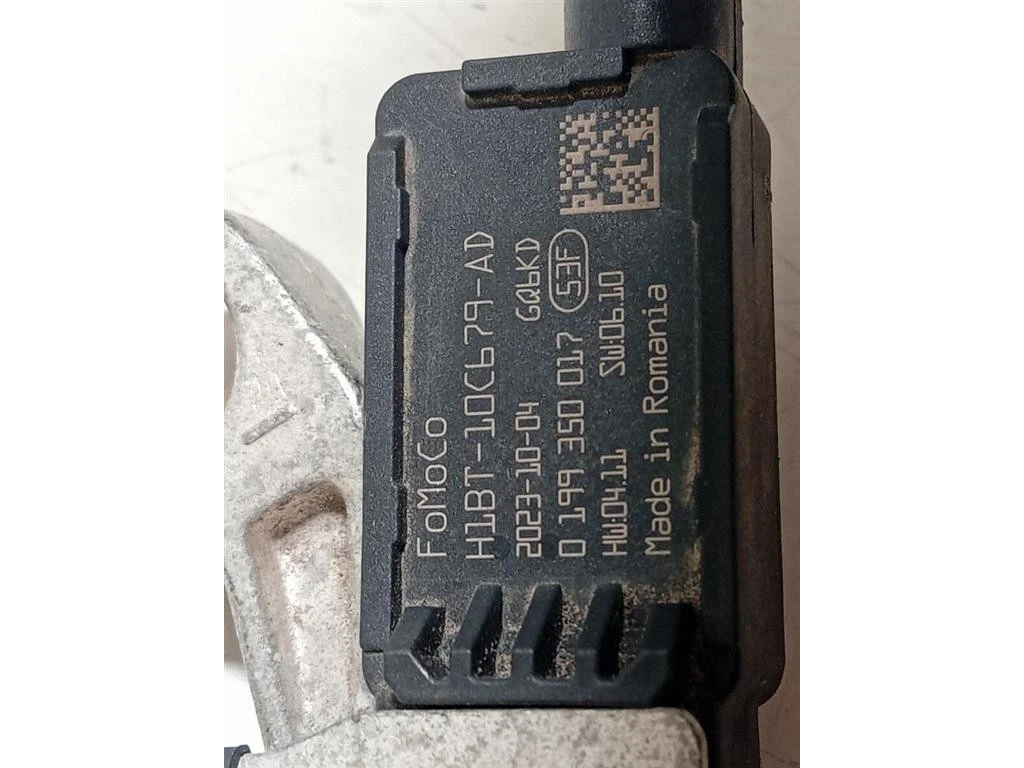 FoMoCo
H1BT-10C679-AD
2023-10-04 GQ6KD
0 199 350 017 53F
HW:04.11 SW:06.10
Made in Romania